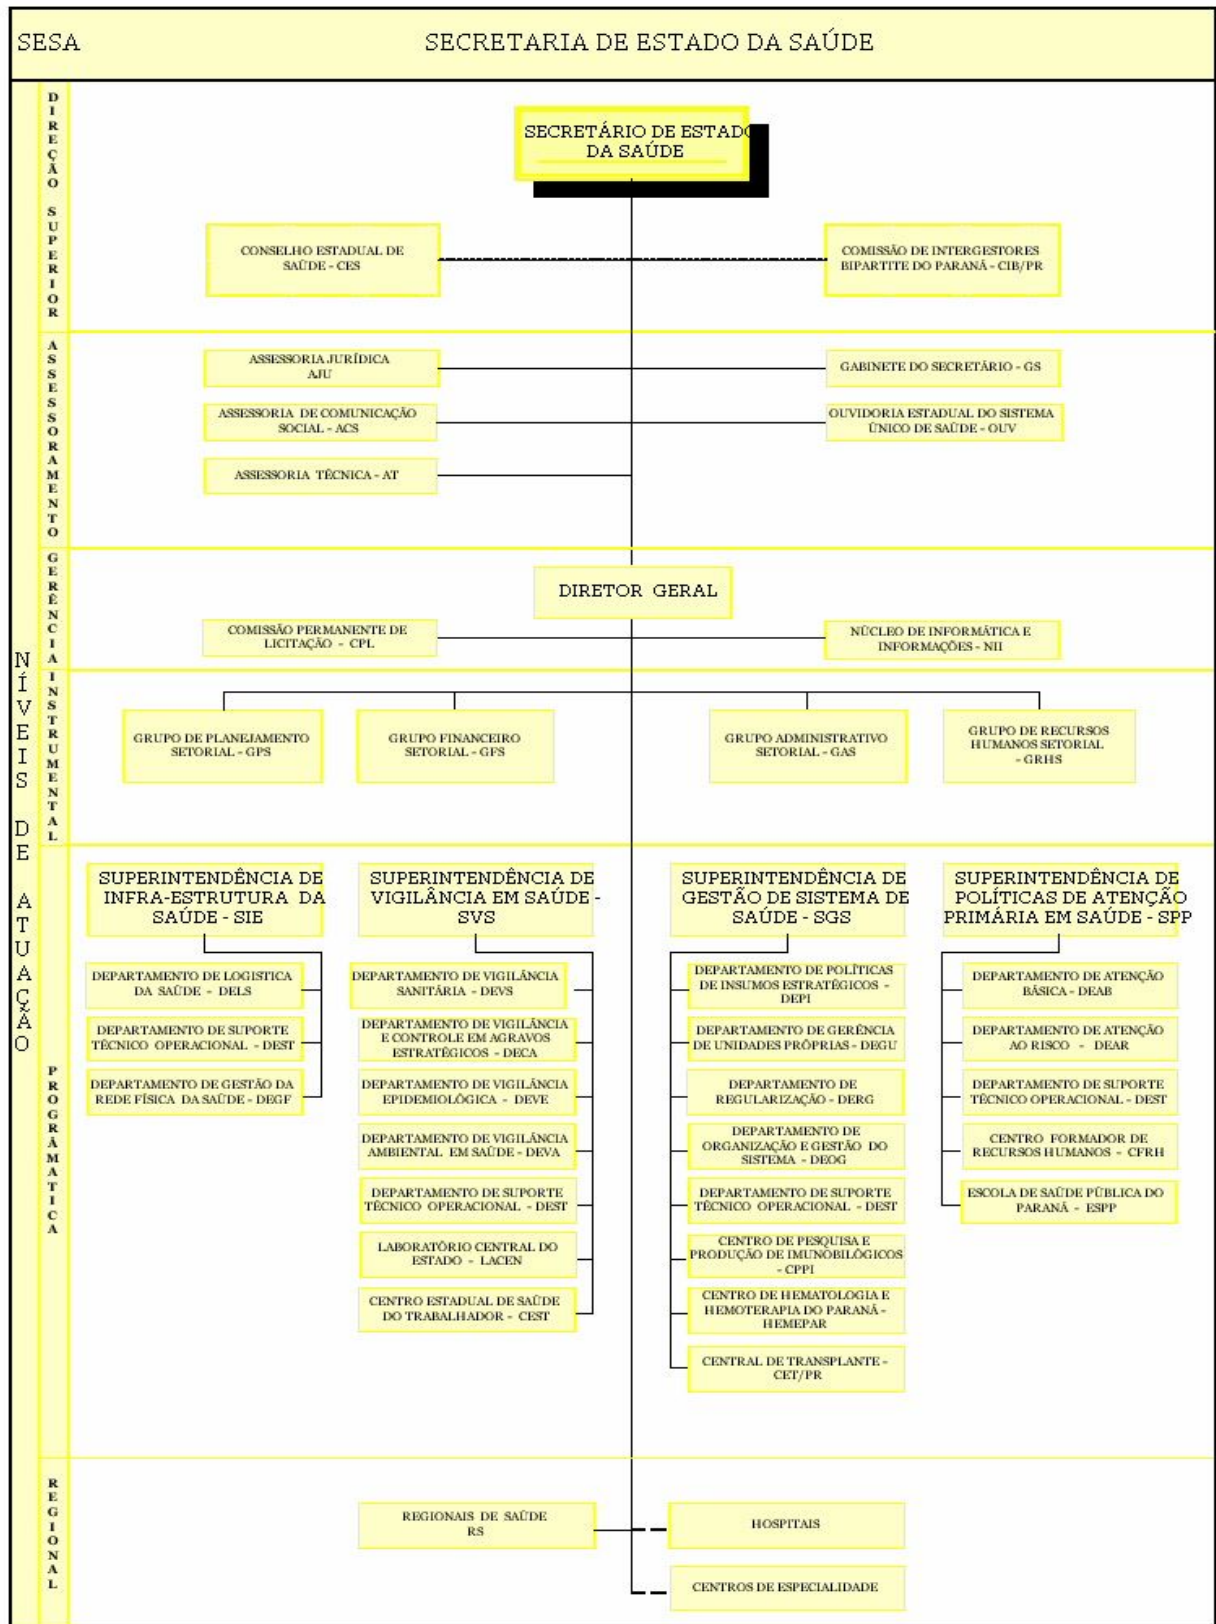 SESA
SECRETARIA DE ESTADO DA SAÚDE
NÍVEIS DE ATUAÇÃO
DIREÇÃO SUPERIOR
SECRETÁRIO DE ESTADO
DA SAÚDE
CONSELHO ESTADUAL DE
SAÚDE - CES
COMISSÃO DE INTERGESTORES
BIPARTITE DO PARANÁ - CIB/PR
ASSESSORAMENTO
ASSESSORIA JURÍDICA
AJU
GABINETE DO SECRETÁRIO - GS
ASSESSORIA DE COMUNICAÇÃO
SOCIAL - ACS
OUVIDORIA ESTADUAL DO SISTEMA
ÚNICO DE SAÚDE - OUV
ASSESSORIA TÉCNICA - AT
GERÊNCIA
DIRETOR GERAL
COMISSÃO PERMANENTE DE
LICITAÇÃO - CPL
NÚCLEO DE INFORMÁTICA E
INFORMAÇÕES - NII
INSTRUMENTAL
GRUPO DE PLANEJAMENTO
SETORIAL - GPS
GRUPO FINANCEIRO
SETORIAL - GFS
GRUPO ADMINISTRATIVO
SETORIAL - GAS
GRUPO DE RECURSOS
HUMANOS SETORIAL
- GRHS
PROGRÂMATICA
SUPERINTENDÊNCIA DE
INFRA-ESTRUTURA DA
SAÚDE - SIE
DEPARTAMENTO DE LOGISTICA
DA SAÚDE - DELS
DEPARTAMENTO DE SUPORTE
TÉCNICO OPERACIONAL - DEST
DEPARTAMENTO DE GESTÃO DA
REDE FÍSICA DA SAÚDE - DEGF
SUPERINTENDÊNCIA DE
VIGILÂNCIA EM SAÚDE -
SVS
DEPARTAMENTO DE VIGILÂNCIA
SANITÁRIA - DEVS
DEPARTAMENTO DE VIGILÂNCIA
E CONTROLE EM AGRAVOS
ESTRATÉGICOS - DECA
DEPARTAMENTO DE VIGILÂNCIA
EPIDEMIOLÓGICA - DEVE
DEPARTAMENTO DE VIGILÂNCIA
AMBIENTAL EM SAÚDE - DEVA
DEPARTAMENTO DE SUPORTE
TÉCNICO OPERACIONAL - DEST
LABORATÓRIO CENTRAL DO
ESTADO - LACEN
CENTRO ESTADUAL DE SAÚDE
DO TRABALHADOR - CEST
SUPERINTENDÊNCIA DE
GESTÃO DE SISTEMA DE
SAÚDE - SGS
DEPARTAMENTO DE POLÍTICAS
DE INSUMOS ESTRATÉGICOS -
DEPI
DEPARTAMENTO DE GERÊNCIA
DE UNIDADES PRÓPRIAS - DEGU
DEPARTAMENTO DE
REGULARIZAÇÃO - DERG
DEPARTAMENTO DE
ORGANIZAÇÃO E GESTÃO DO
SISTEMA - DEOG
DEPARTAMENTO DE SUPORTE
TÉCNICO OPERACIONAL - DEST
CENTRO DE PESQUISA E
PRODUÇÃO DE IMUNOBILÓGICOS
- CPPI
CENTRO DE HEMATOLOGIA E
HEMOTERAPIA DO PARANÁ -
HEMEPAR
CENTRAL DE TRANSPLANTE -
CET/PR
SUPERINTENDÊNCIA DE
POLÍTICAS DE ATENÇÃO
PRIMÁRIA EM SAÚDE - SPP
DEPARTAMENTO DE ATENÇÃO
BÁSICA - DEAB
DEPARTAMENTO DE ATENÇÃO
AO RISCO - DEAR
DEPARTAMENTO DE SUPORTE
TÉCNICO OPERACIONAL - DEST
CENTRO FORMADOR DE
RECURSOS HUMANOS - CFRH
ESCOLA DE SAÚDE PÚBLICA DO
PARANÁ - ESPP
REGIONAL
REGIONAIS DE SAÚDE
RS
HOSPITAIS
CENTROS DE ESPECIALIDADE